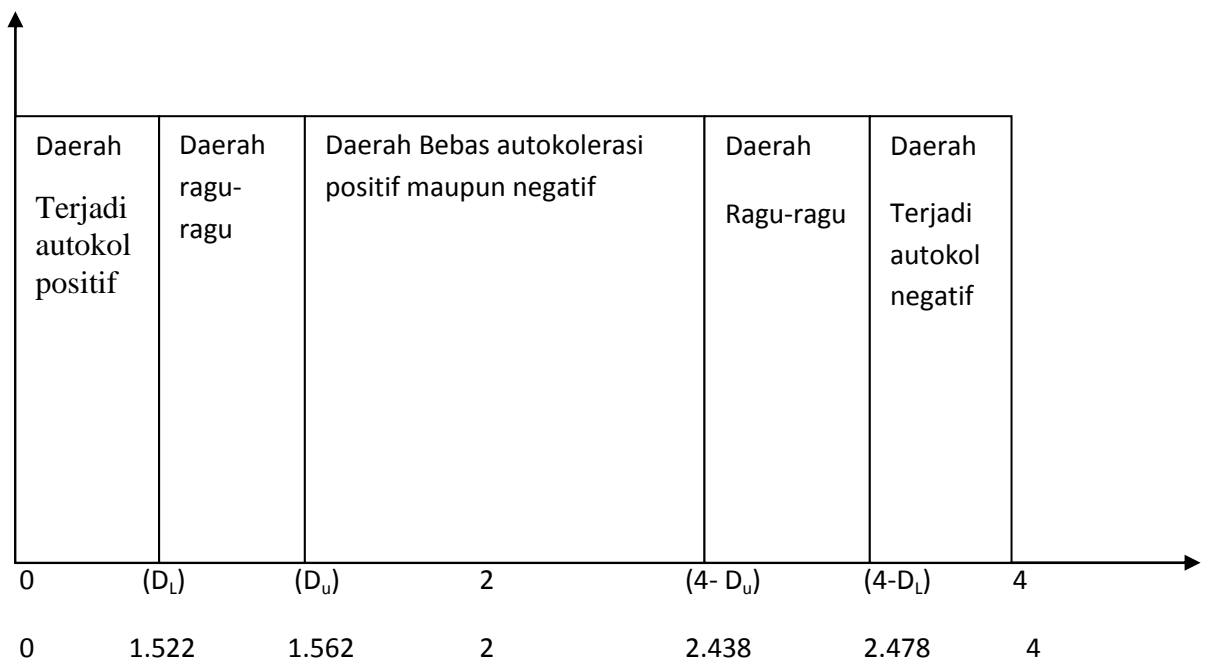 Daerah
Terjadi
autokol
positif
Daerah
ragu-
ragu
Daerah Bebas autokolerasi
positif maupun negatif
Daerah
Ragu-ragu
Daerah
Terjadi
autokol
negatif
0 (DL) (Du) 2 (4- Du) (4-DL) 4
0 1.522 1.562 2 2.438 2.478 4